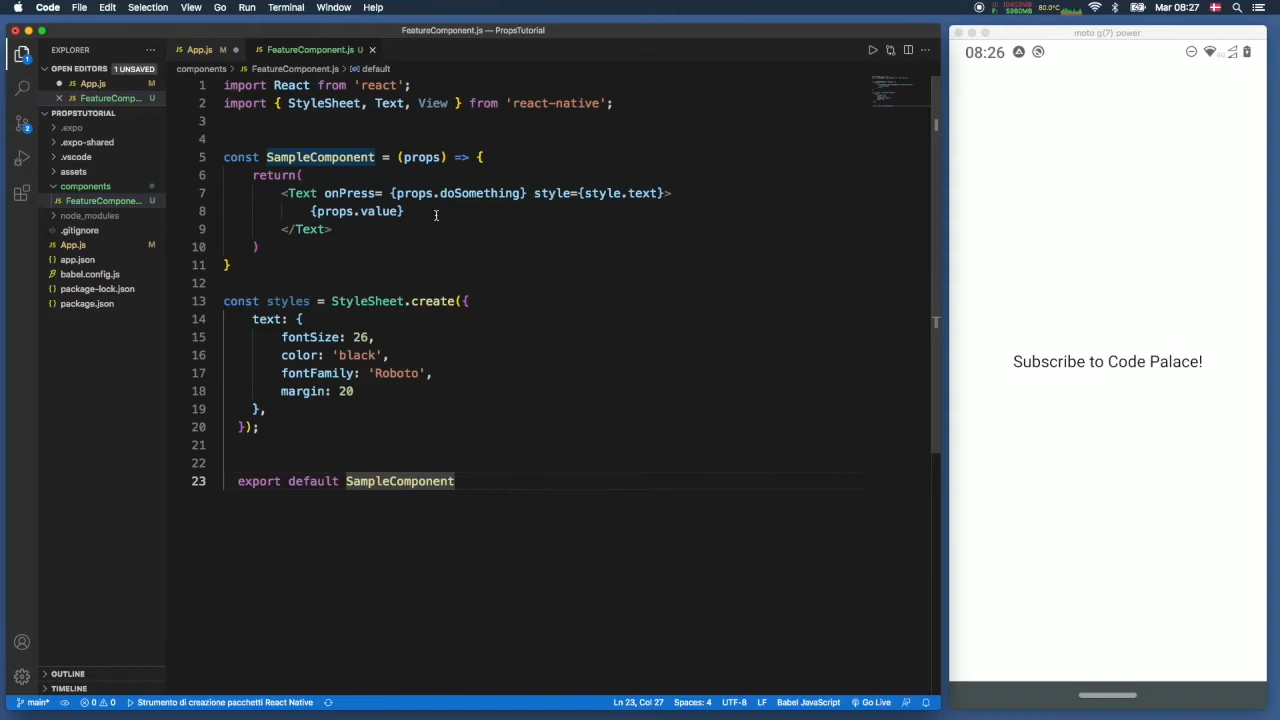 Code File Edit Selection View Go Run Terminal Window Help
80.0°C
Mar 08:27
FeatureComponent.js — PropsTutorial
moto g(7) power
EXPLORER
App.js M
FeatureComponent.js U
08:26
components > FeatureComponent.js > default
OPEN EDITORS 1 UNSAVED
App.js M
FeatureComp... U
PROPSTUTORIAL
.expo
.expo-shared
.vscode
assets
components
FeatureCompone... U
node_modules
.gitignore
App.js M
app.json
babel.config.js
package-lock.json
package.json
OUTLINE
TIMELINE
1 import React from 'react';
2 import { StyleSheet, Text, View } from 'react-native';
3
4
5 const SampleComponent = (props) => {
6 return(
7 <Text onPress= {props.doSomething} style={style.text}>
8 {props.value}
9 </Text>
10 )
11 }
12
13 const styles = StyleSheet.create({
14 text: {
15 fontSize: 26,
16 color: 'black',
17 fontFamily: 'Roboto',
18 margin: 20
19 },
20 });
21
22
23 export default SampleComponent
Subscribe to Code Palace!
main* 0 0 Strumento di creazione pacchetti React Native
Ln 23, Col 27 Spaces: 4 UTF-8 LF Babel JavaScript Go Live